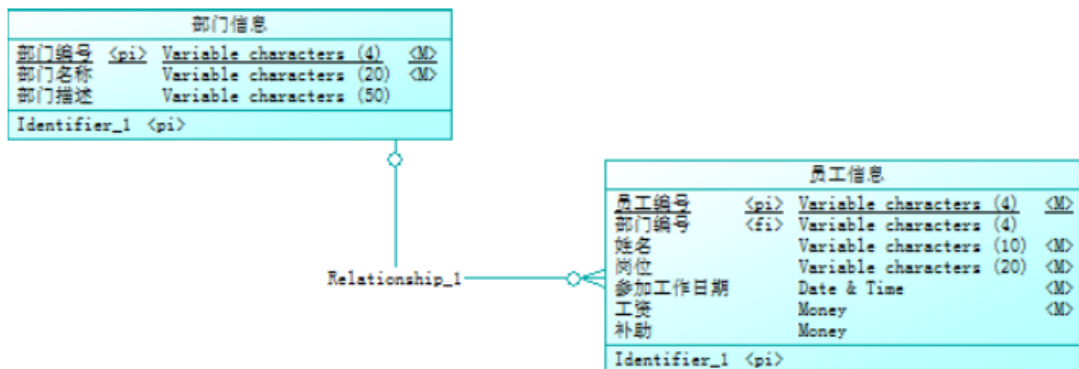 部门信息
部门编号 <pi> Variable characters (4) <M>
部门名称 Variable characters (20) <M>
部门描述 Variable characters (50)
Identifier_1 <pi>
Relationship_1
员工信息
员工编号 <pi> Variable characters (4) <M>
部门编号 <fi> Variable characters (4)
姓名 Variable characters (10) <M>
岗位 Variable characters (20) <M>
参加工作日期 Date & Time <M>
工资 Money <M>
补助 Money
Identifier_1 <pi>